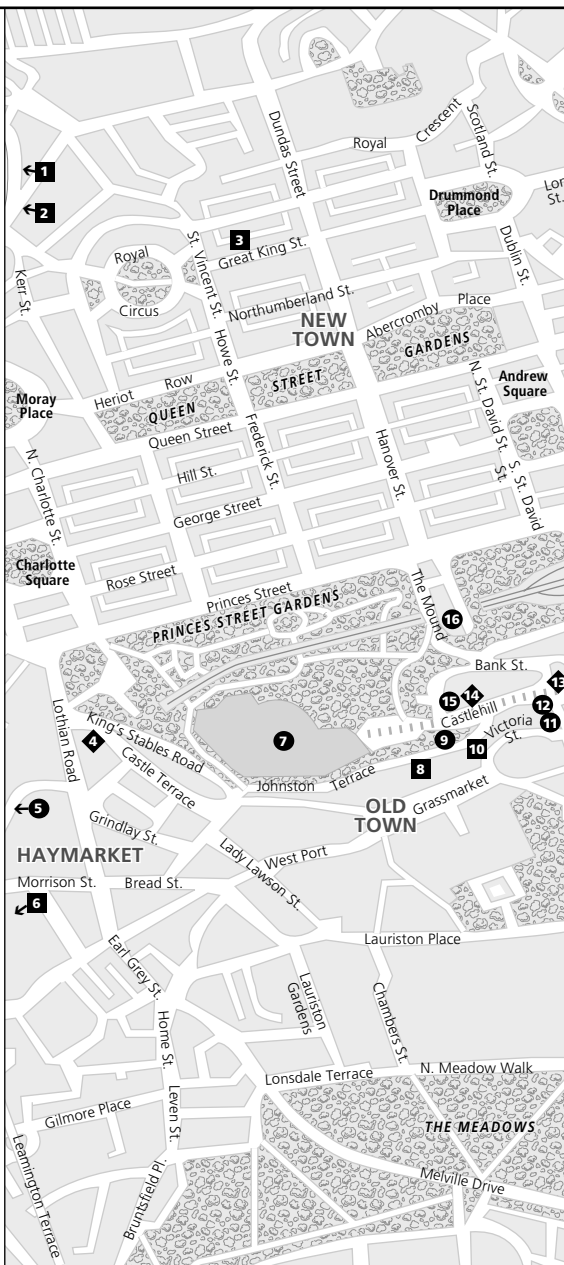 Dundas Street
Royal
Crescent
Scotland St.
1
2
Drummond
Place
Lon
St.
3
Great King St.
Royal
Circus
St. Vincent St.
Kerr St.
Dublin St.
Northumberland St.
NEW
TOWN
Abercromby
Place
GARDENS
STREET
QUEEN
Howe St.
Heriot
Row
Moray
Place
Andrew
Square
N. St. David St.
S. St. David
St.
Queen Street
Frederick St.
Hanover St.
Hill St.
George Street
N. Charlotte St.
Charlotte
Square
Rose Street
Princes Street
PRINCES STREET GARDENS
The Mound
16
Bank St.
13
14
15
12
Castlehill
11
Victoria
St.
9
10
7
8
Lothian Road
King's Stables Road
4
Castle Terrace
Johnston
Terrace
OLD
TOWN
Grassmarket
5
Grindlay St.
HAYMARKET
Lady Lawson St.
West Port
Morrison St.
Bread St.
6
Earl Grey St.
Lauriston Place
Lauriston
Gardens
Chambers St.
Home St.
Lonsdale Terrace
N. Meadow Walk
Gilmore Place
Leven St.
THE MEADOWS
Leamington Terrace
Bruntsfield Pl.
Melville Drive